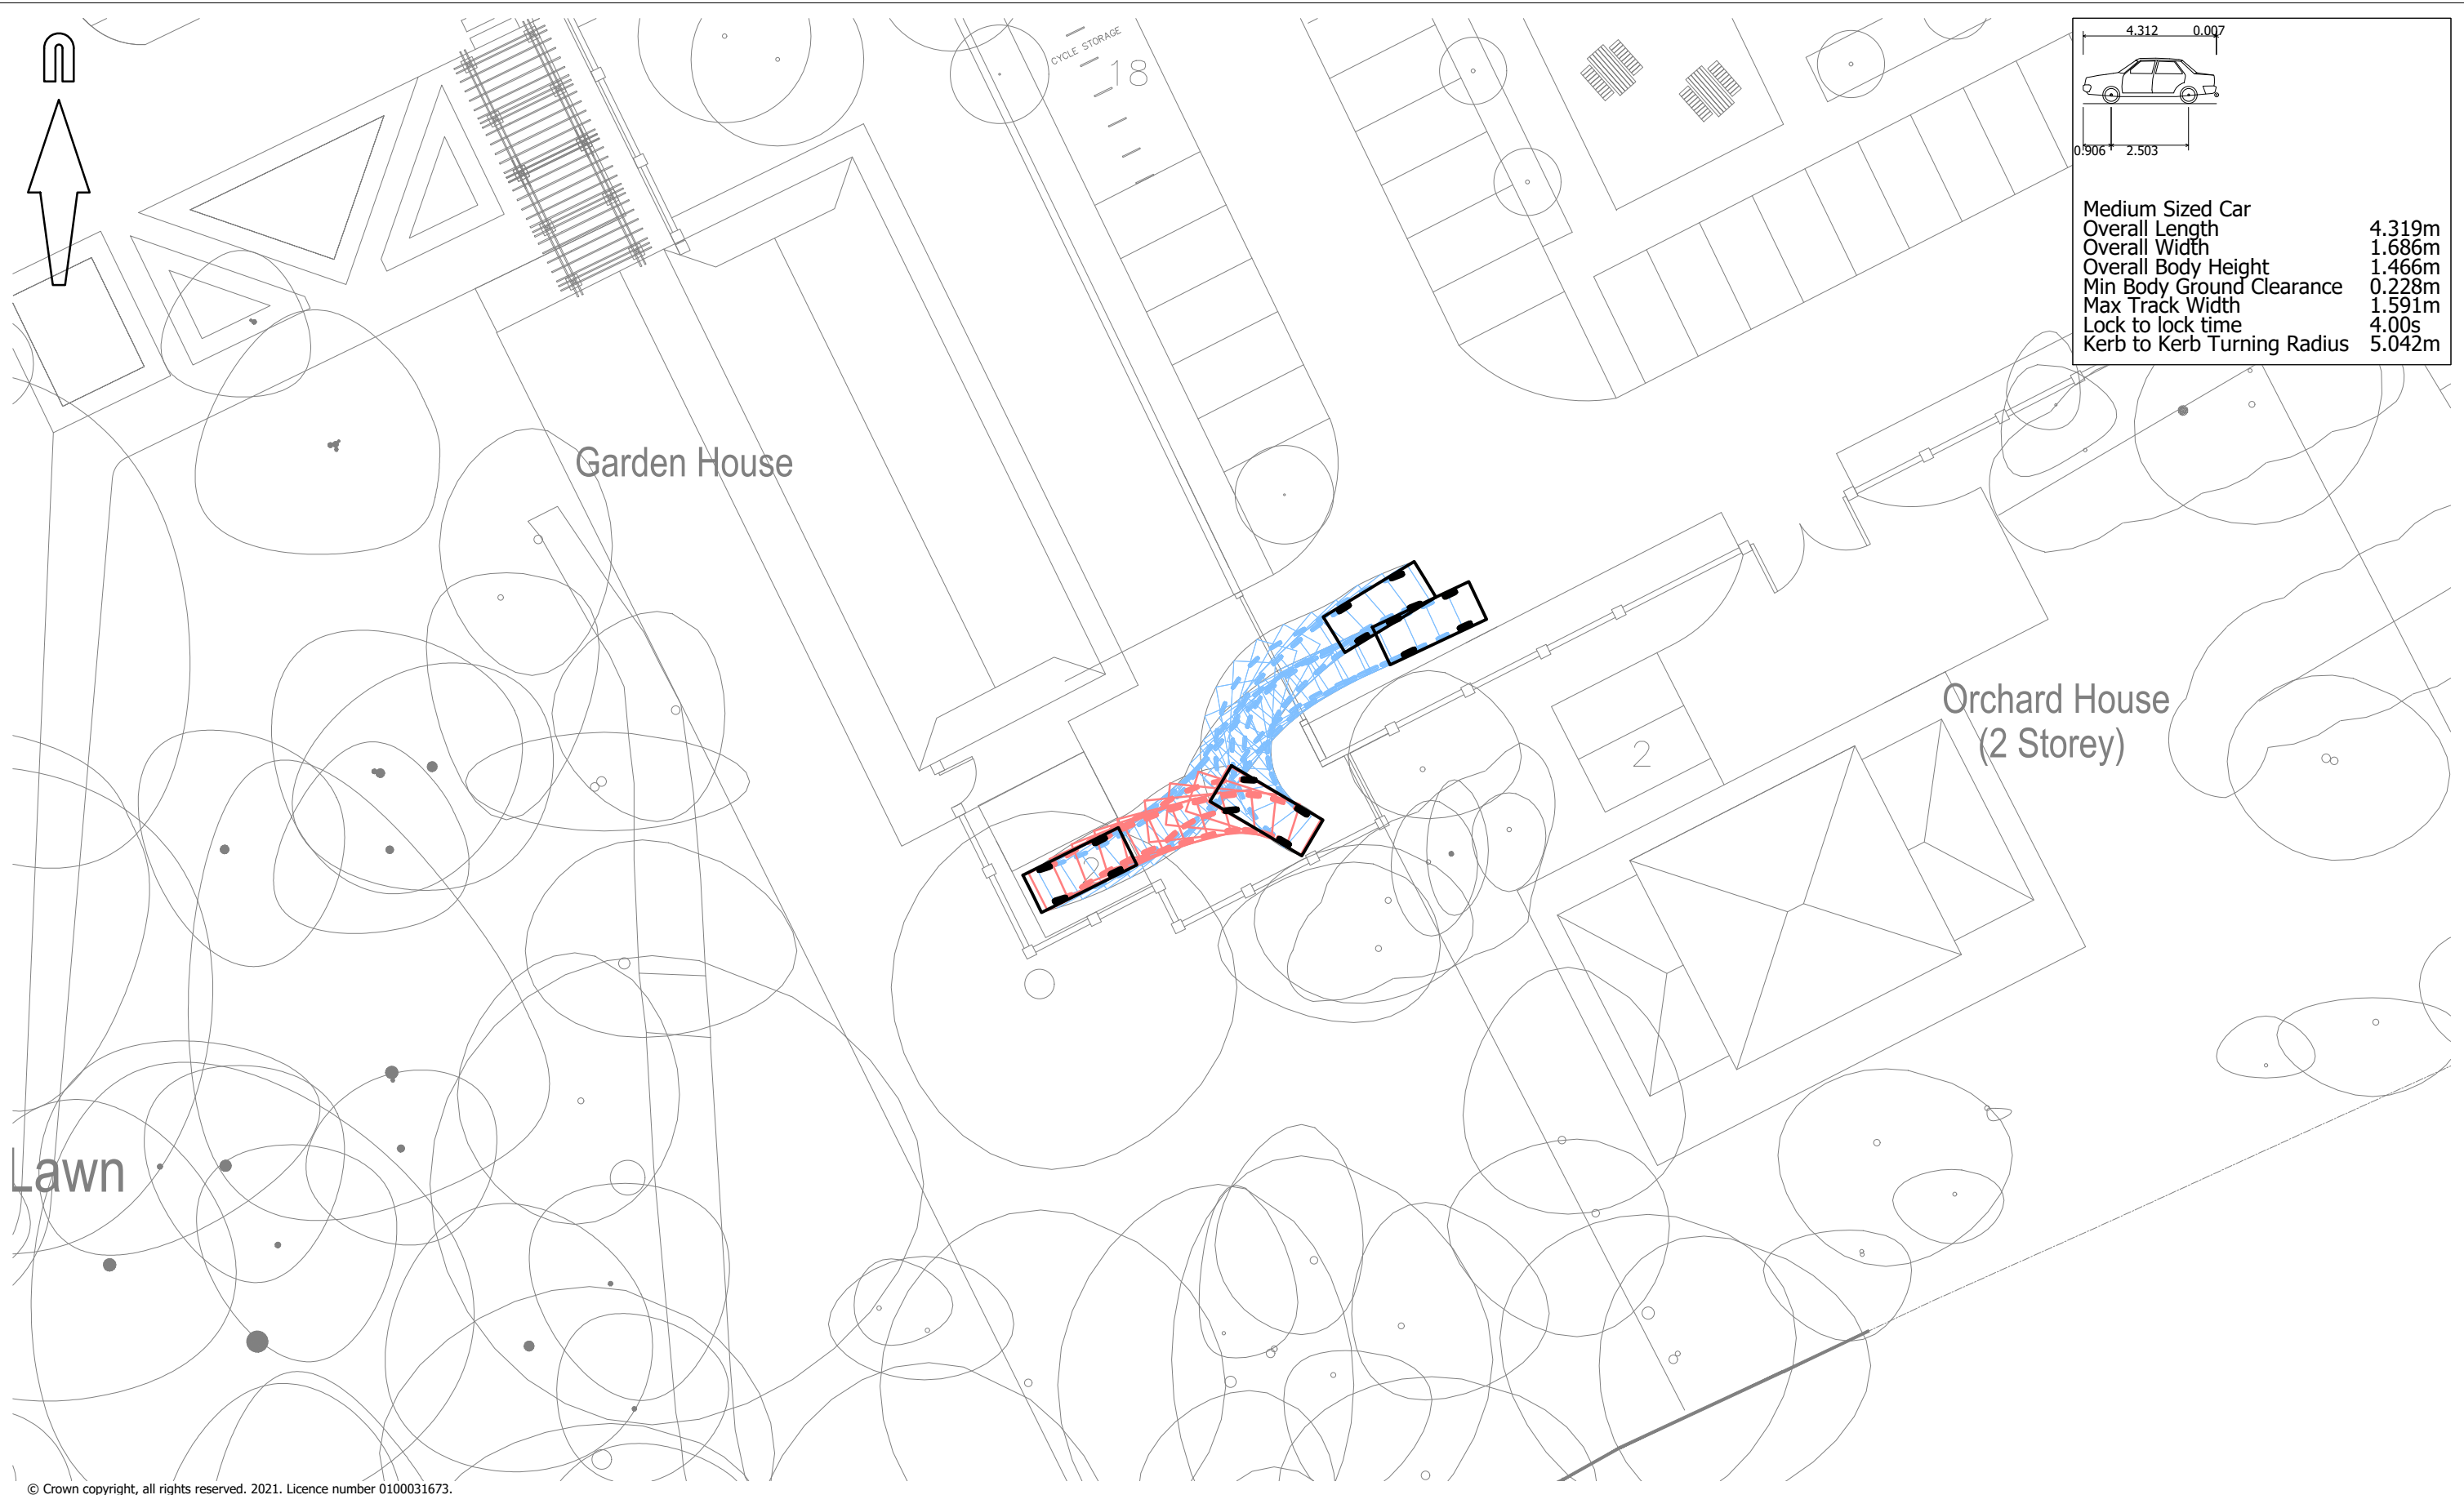 4.312 0.007
CYCLE STORAGE
18
0.906 2.503
Medium Sized Car
Overall Length 4.319m
Overall Width 1.686m
Overall Body Height 1.466m
Min Body Ground Clearance 0.228m
Max Track Width 1.591m
Lock to lock time 4.00s
Kerb to Kerb Turning Radius 5.042m
Garden House
Orchard House
(2 Storey)
2
2
Lawn
© Crown copyright, all rights reserved. 2021. Licence number 0100031673.